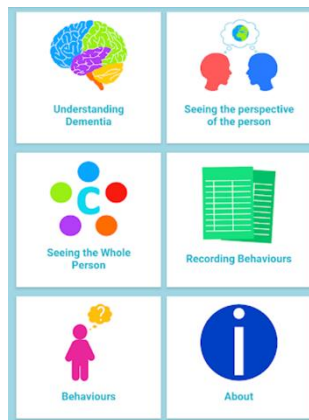 Understanding
Dementia
Seeing the perspective
of the person
C
Seeing the Whole
Person
Recording Behaviours
?
Behaviours
i
About